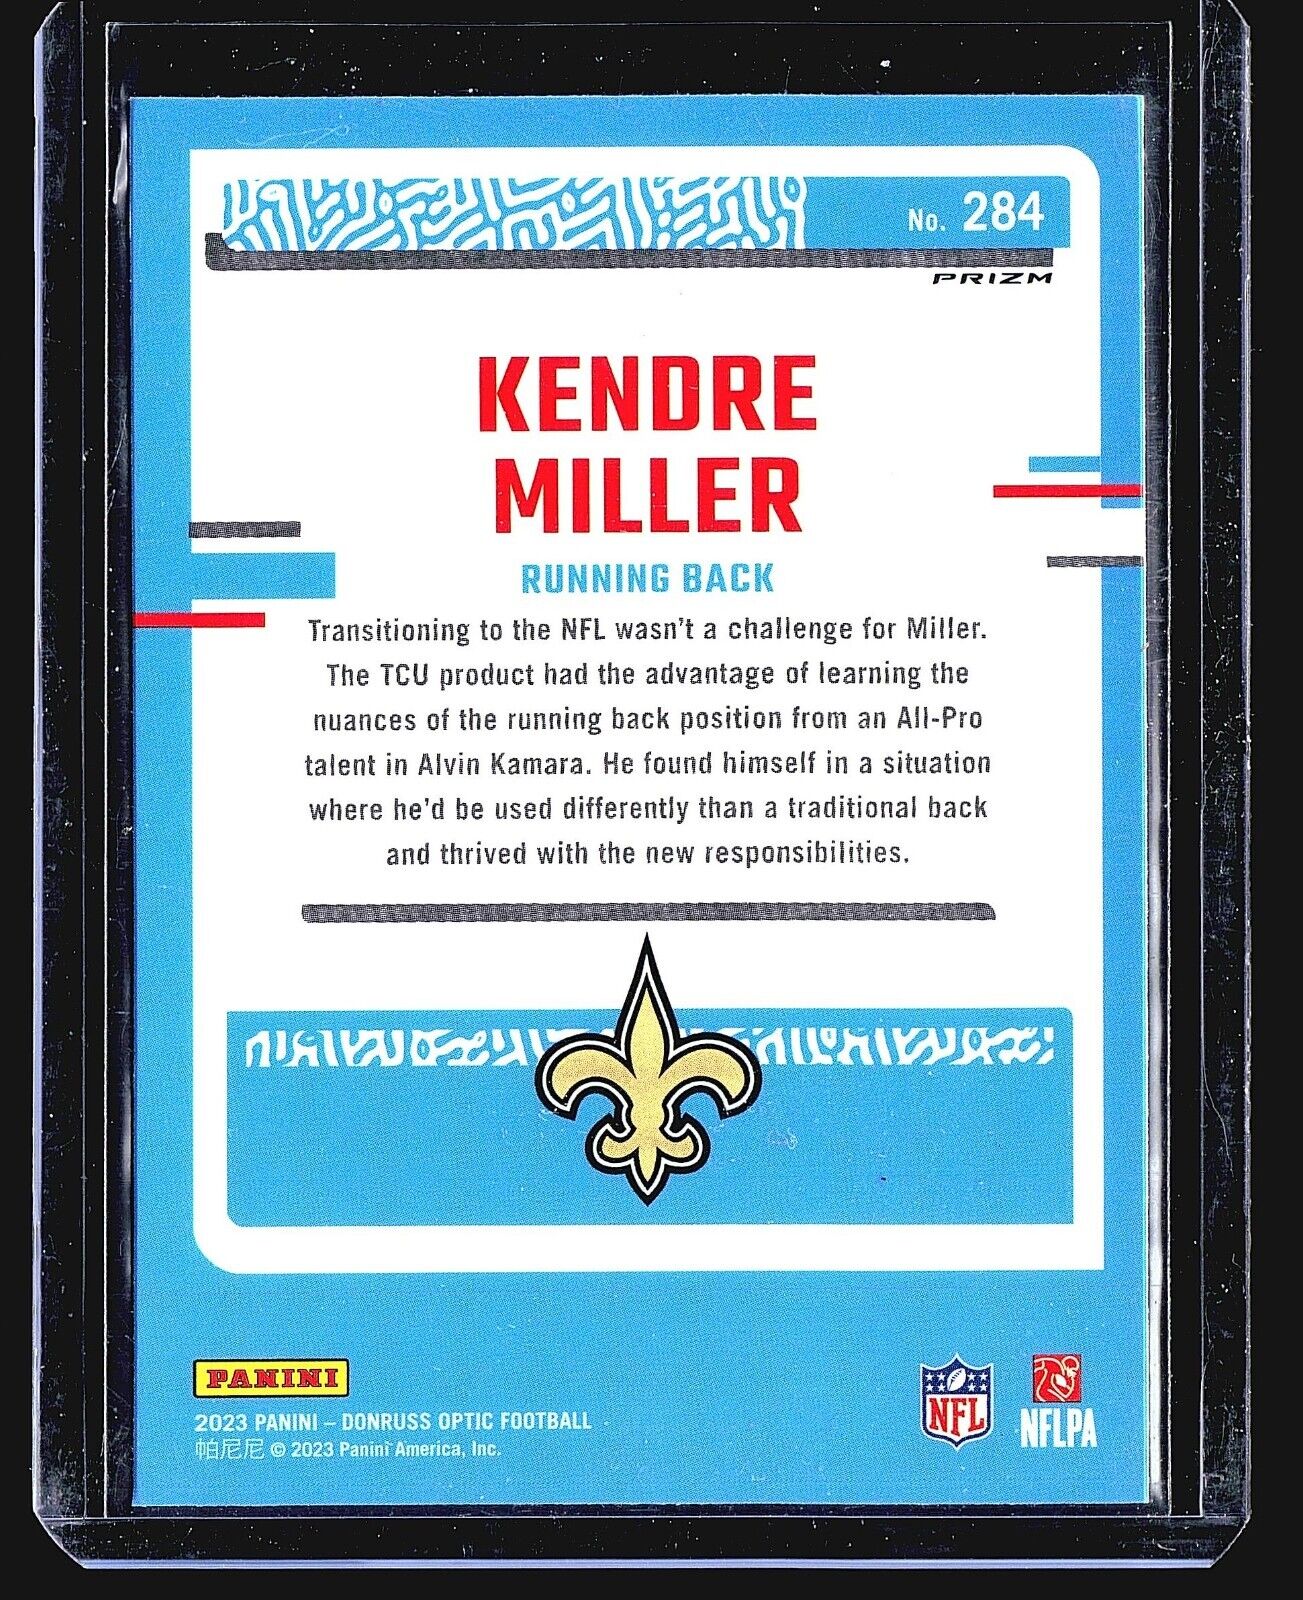 No. 284
PRIZM
KENDRE
MILLER
RUNNING BACK
Transitioning to the NFL wasn't a challenge for Miller.
The TCU product had the advantage of learning the
nuances of the running back position from an All-Pro
talent in Alvin Kamara. He found himself in a situation
where he'd be used differently than a traditional back
and thrived with the new responsibilities.
PANINI
2023 PANINI – DONRUSS OPTIC FOOTBALL
帕尼尼 © 2023 Panini America, Inc.
NFL
NFLPA